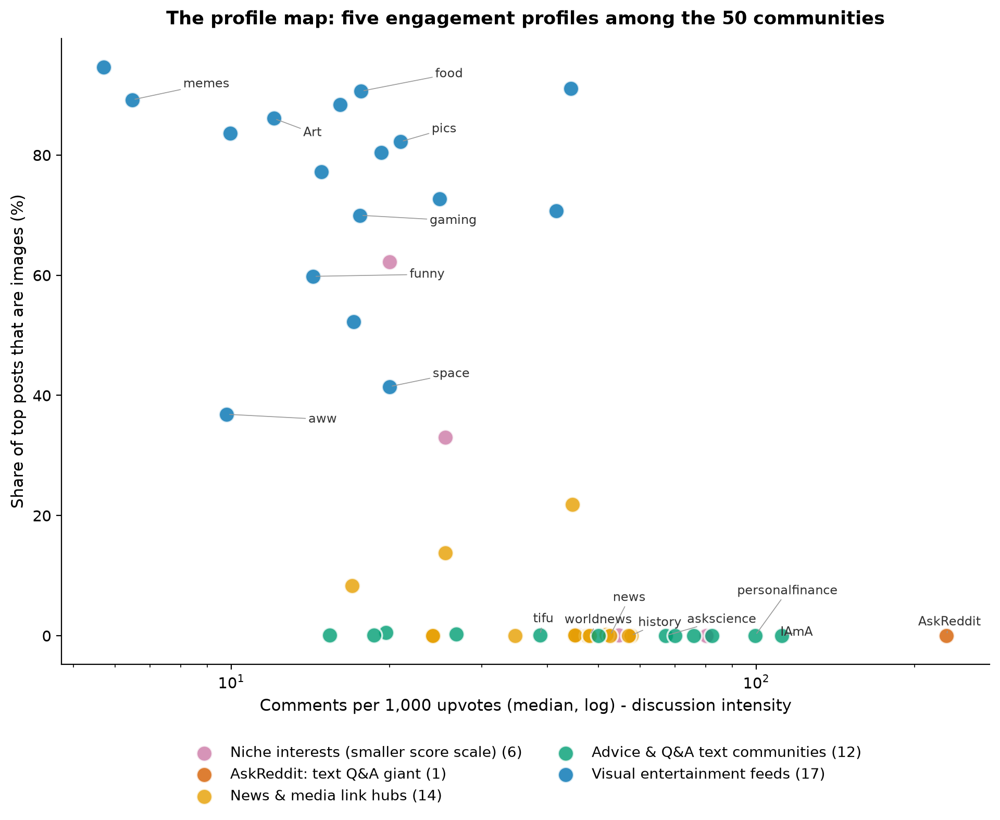 The profile map: five engagement profiles among the 50 communities
Share of top posts that are images (%)
80
60
40
20
0
memes
food
Art
pics
gaming
funny
space
aww
personalfinance
news
tifu
worldnews
history
askscience
IAmA
AskReddit
10¹
10²
Comments per 1,000 upvotes (median, log) - discussion intensity
Niche interests (smaller score scale) (6)
AskReddit: text Q&A giant (1)
News & media link hubs (14)
Advice & Q&A text communities (12)
Visual entertainment feeds (17)